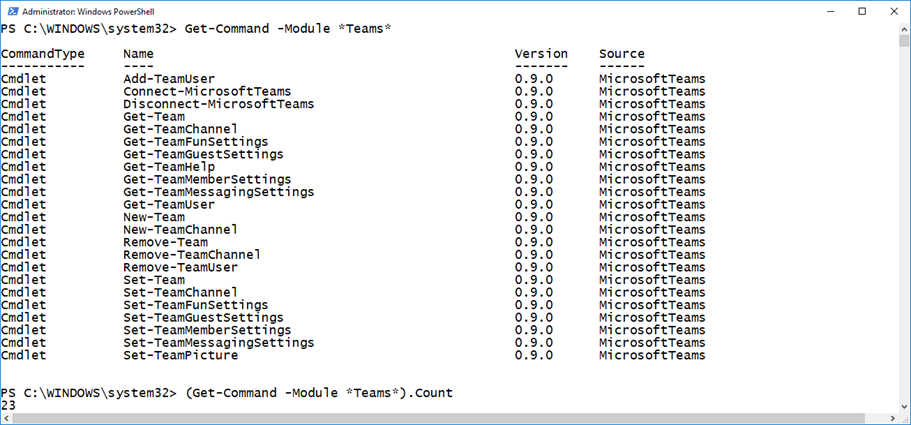 Administrator: Windows PowerShell
PS C:\WINDOWS\system32> Get-Command -Module *Teams*
CommandType Name Version Source
----------- ---- ------- ------
Cmdlet Add-TeamUser 0.9.0 MicrosoftTeams
Cmdlet Connect-MicrosoftTeams 0.9.0 MicrosoftTeams
Cmdlet Disconnect-MicrosoftTeams 0.9.0 MicrosoftTeams
Cmdlet Get-Team 0.9.0 MicrosoftTeams
Cmdlet Get-TeamChannel 0.9.0 MicrosoftTeams
Cmdlet Get-TeamFunSettings 0.9.0 MicrosoftTeams
Cmdlet Get-TeamGuestSettings 0.9.0 MicrosoftTeams
Cmdlet Get-TeamHelp 0.9.0 MicrosoftTeams
Cmdlet Get-TeamMemberSettings 0.9.0 MicrosoftTeams
Cmdlet Get-TeamMessagingSettings 0.9.0 MicrosoftTeams
Cmdlet Get-TeamUser 0.9.0 MicrosoftTeams
Cmdlet New-Team 0.9.0 MicrosoftTeams
Cmdlet New-TeamChannel 0.9.0 MicrosoftTeams
Cmdlet Remove-Team 0.9.0 MicrosoftTeams
Cmdlet Remove-TeamChannel 0.9.0 MicrosoftTeams
Cmdlet Remove-TeamUser 0.9.0 MicrosoftTeams
Cmdlet Set-Team 0.9.0 MicrosoftTeams
Cmdlet Set-TeamChannel 0.9.0 MicrosoftTeams
Cmdlet Set-TeamFunSettings 0.9.0 MicrosoftTeams
Cmdlet Set-TeamGuestSettings 0.9.0 MicrosoftTeams
Cmdlet Set-TeamMemberSettings 0.9.0 MicrosoftTeams
Cmdlet Set-TeamMessagingSettings 0.9.0 MicrosoftTeams
Cmdlet Set-TeamPicture 0.9.0 MicrosoftTeams
PS C:\WINDOWS\system32> (Get-Command -Module *Teams*).Count
23